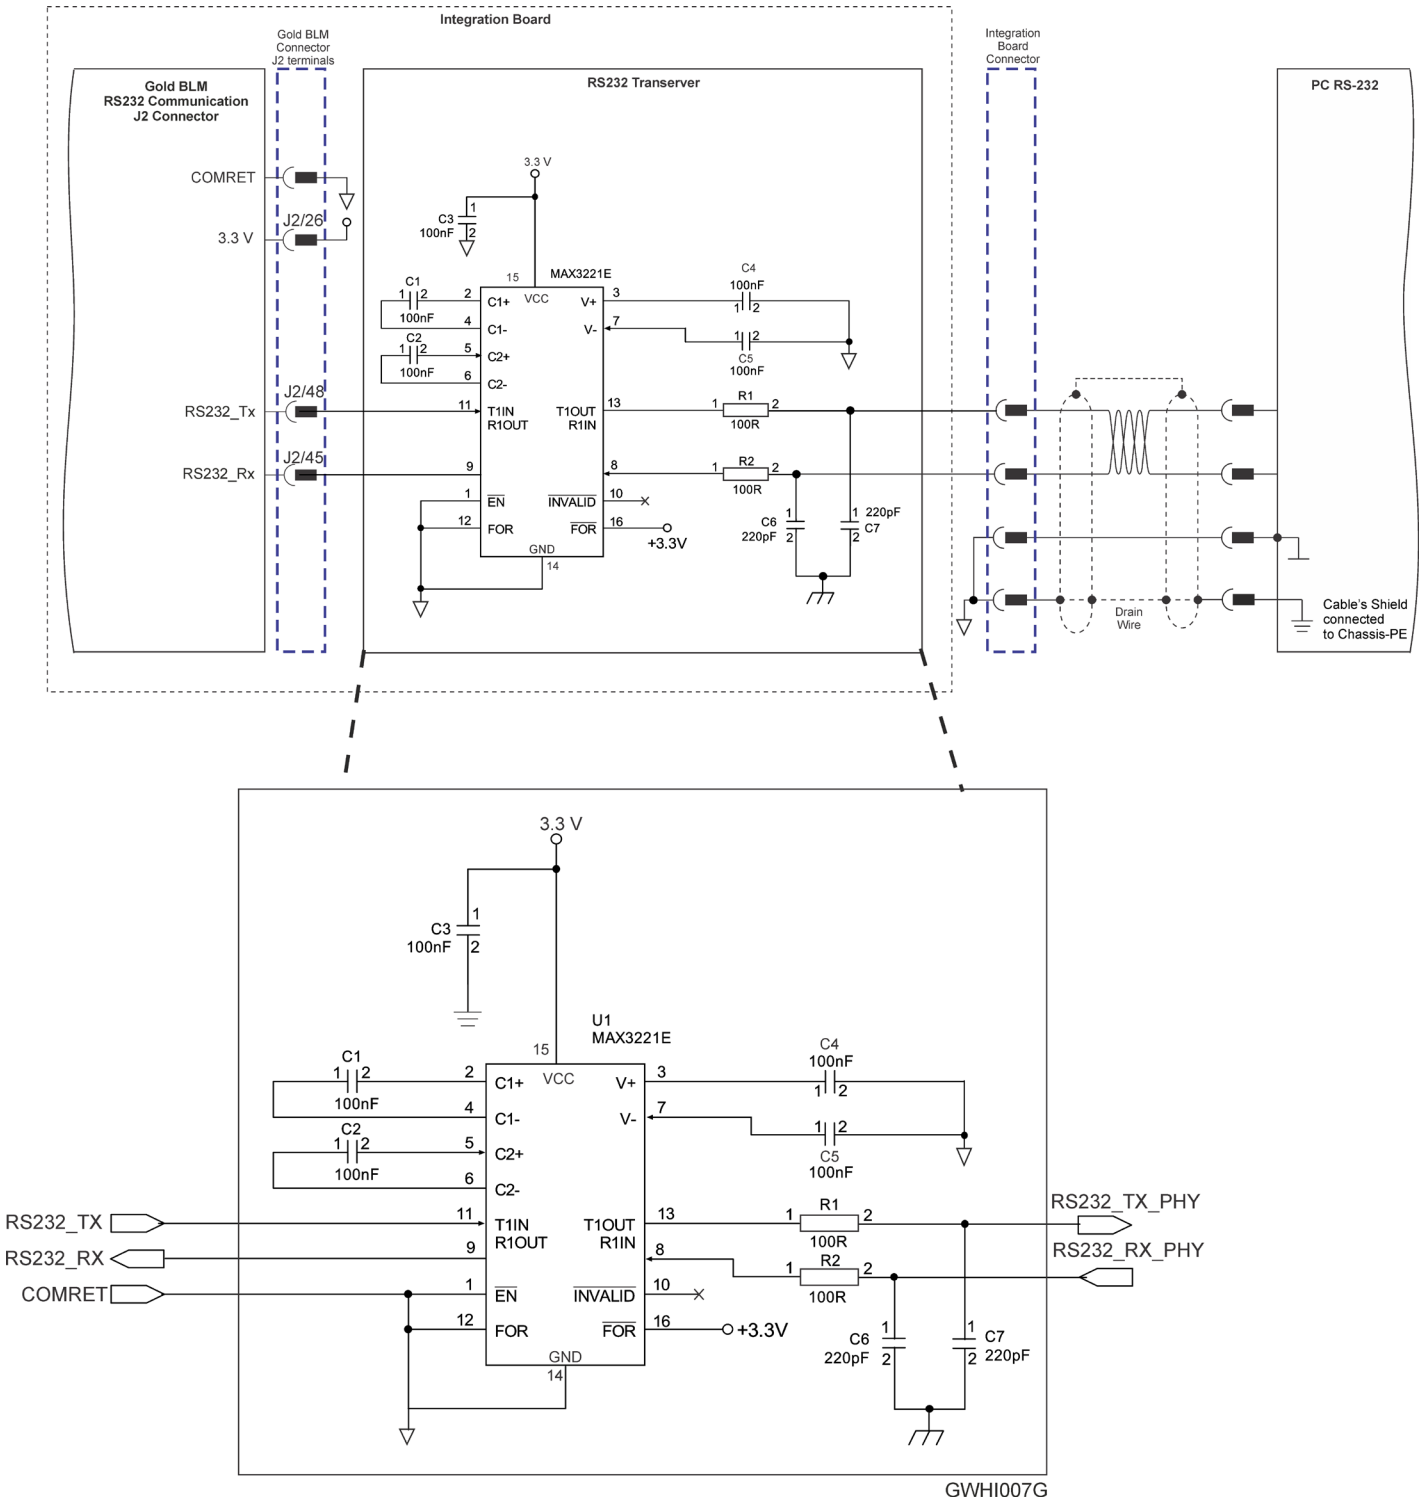 Integration Board
Gold BLM
Connector
J2 terminals
Integration
Board
Connector
Gold BLM
RS232 Communication
J2 Connector
RS232 Transerver
PC RS-232
COMRET
J2/26
3.3 V
3.3 V
C3
100nF
1
2
15
MAX3221E
VCC
C1
1 2
100nF
2
C1+
4
C1-
C2
1 2
100nF
5
C2+
6
C2-
V+
3
C4
100nF
1 2
V-
7
1 2
C5
100nF
RS232_Tx
J2/48
11
T1IN
R1OUT
T1OUT
R1IN
13
1
R1
2
100R
RS232_Rx
J2/45
9
8
1
R2
2
100R
1
EN
INVALID
10
12
FOR
FOR
16
+3.3V
GND
14
C6
220pF
1
2
1
2
220pF
C7
Drain
Wire
Cable's Shield
connected
to Chassis-PE
3.3 V
C3
100nF
1
2
U1
MAX3221E
15
VCC
C1
1 2
100nF
2
C1+
4
C1-
C2
1 2
100nF
5
C2+
6
C2-
V+
3
C4
100nF
1 2
V-
7
1 2
C5
100nF
RS232_TX
11
T1IN
R1OUT
T1OUT
R1IN
13
1
R1
2
100R
RS232_TX_PHY
RS232_RX
9
8
1
R2
2
100R
RS232_RX_PHY
COMRET
1
EN
INVALID
10
12
FOR
FOR
16
+3.3V
GND
14
C6
220pF
1
2
1
2
C7
220pF
GWHI007G